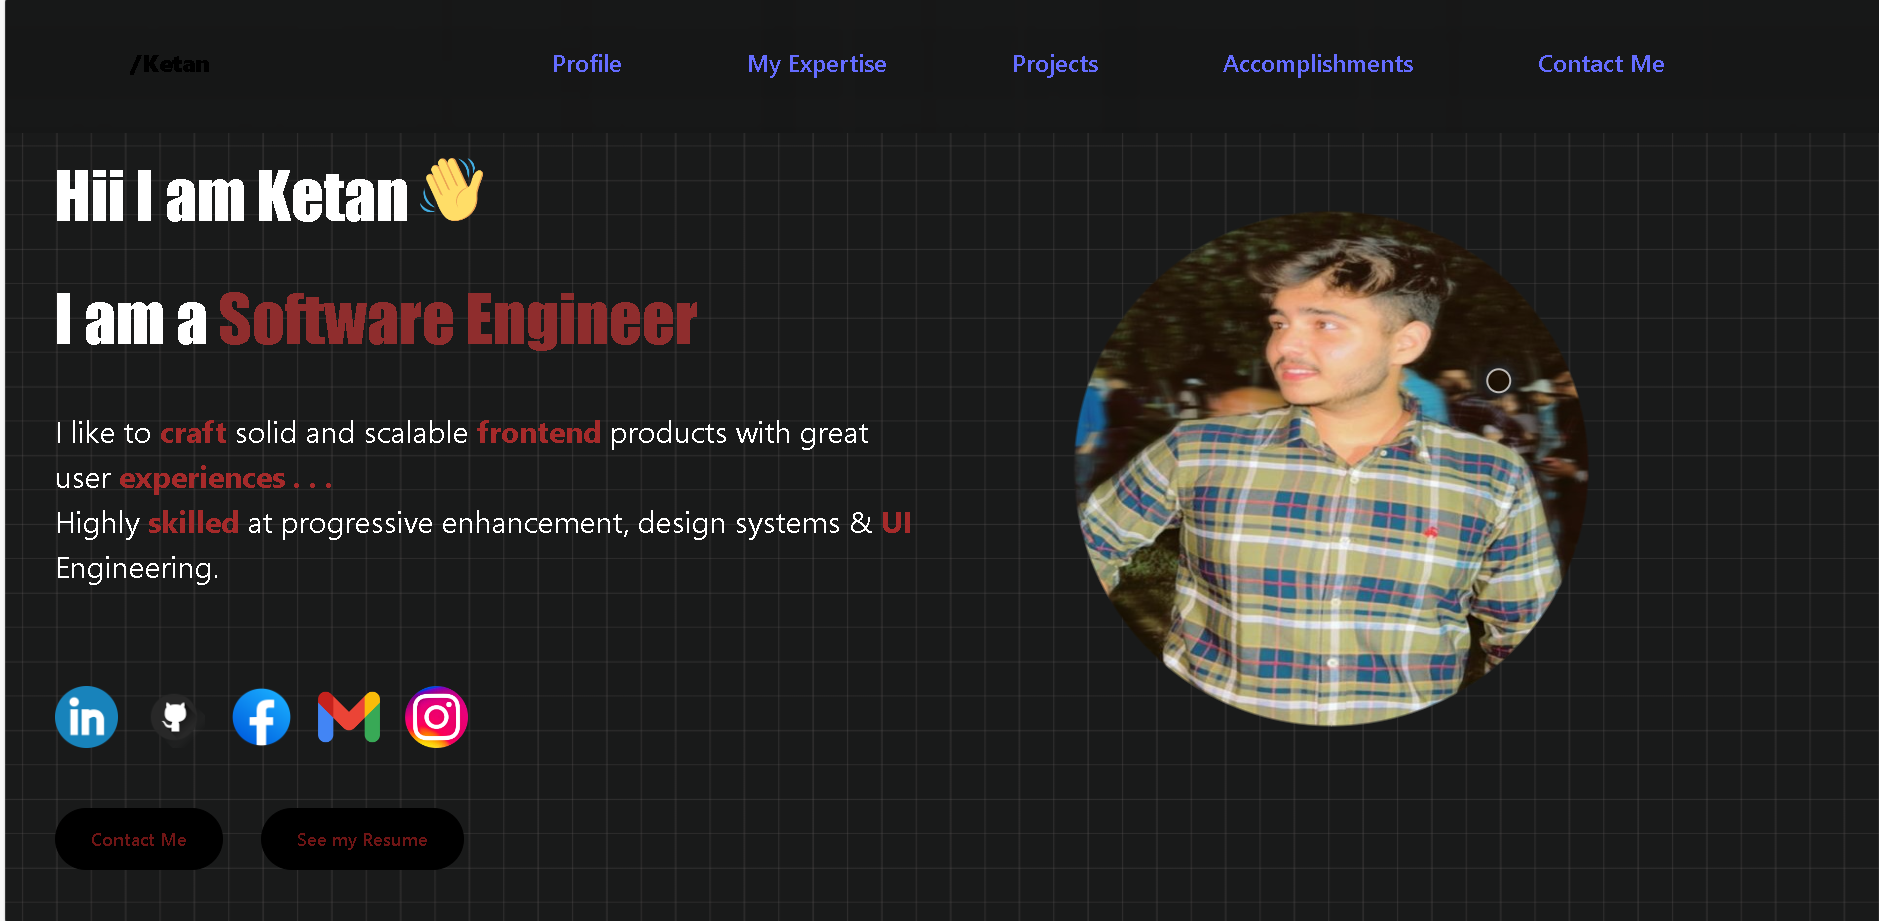 /Ketan
Profile
My Expertise
Projects
Accomplishments
Contact Me
Hii I am Ketan 👋
I am a Software Engineer
I like to craft solid and scalable frontend products with great
user experiences . . .
Highly skilled at progressive enhancement, design systems & UI
Engineering.
in
f
Contact Me
See my Resume